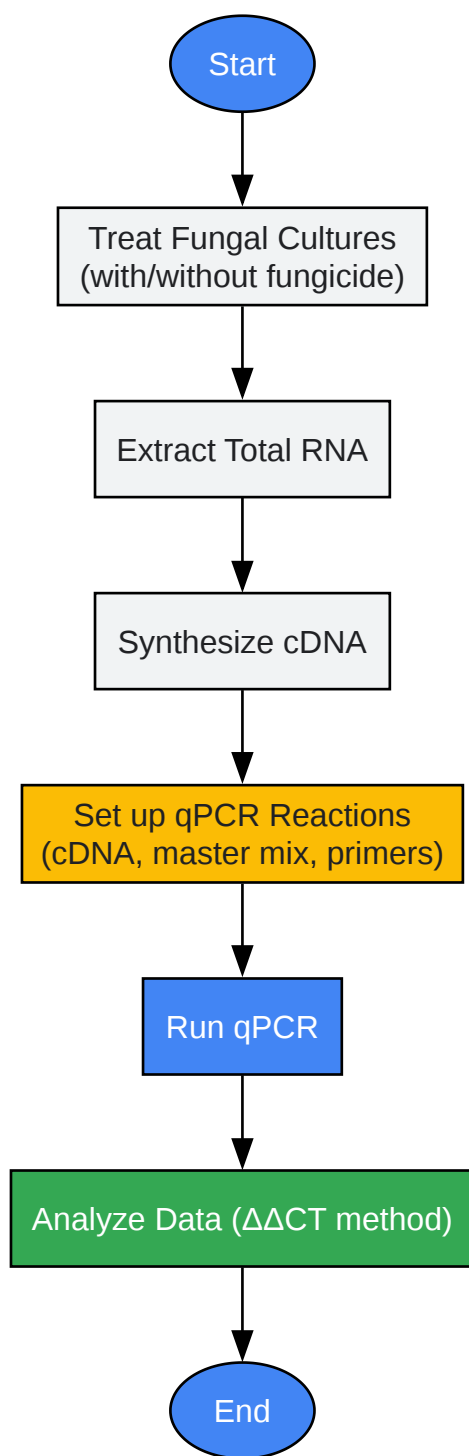 Start
Treat Fungal Cultures
(with/without fungicide)
Extract Total RNA
Synthesize cDNA
Set up qPCR Reactions
(cDNA, master mix, primers)
Run qPCR
Analyze Data (ΔΔCT method)
End